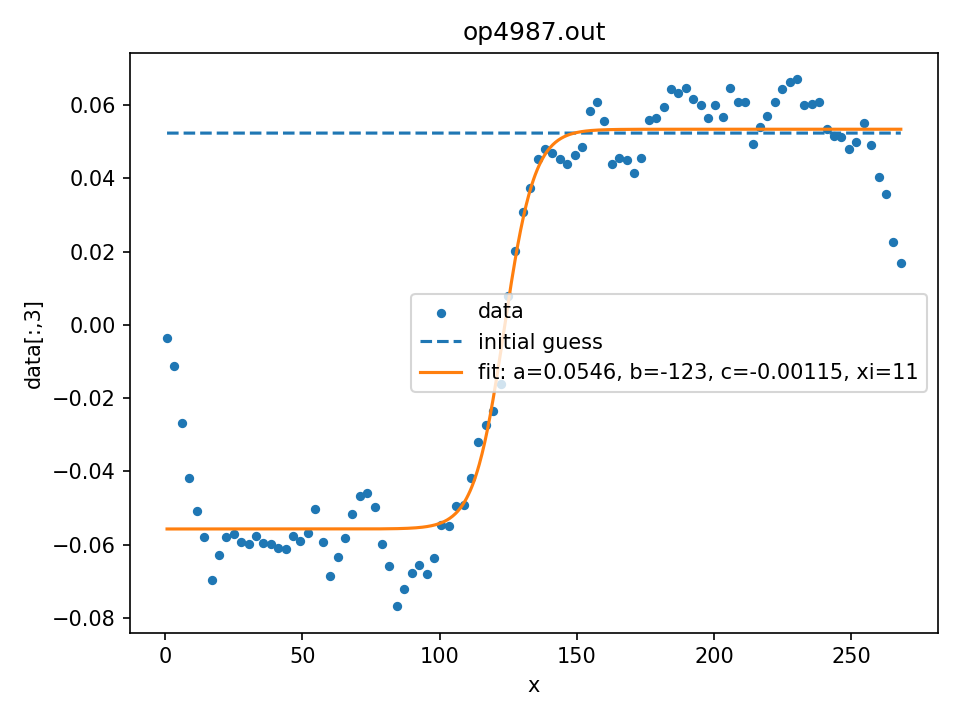 op4987.out
0.06
0.04
0.02
0.00
−0.02
−0.04
−0.06
−0.08
data[:,3]
data
initial guess
fit: a=0.0546, b=-123, c=-0.00115, xi=11
0 50 100 150 200 250
x